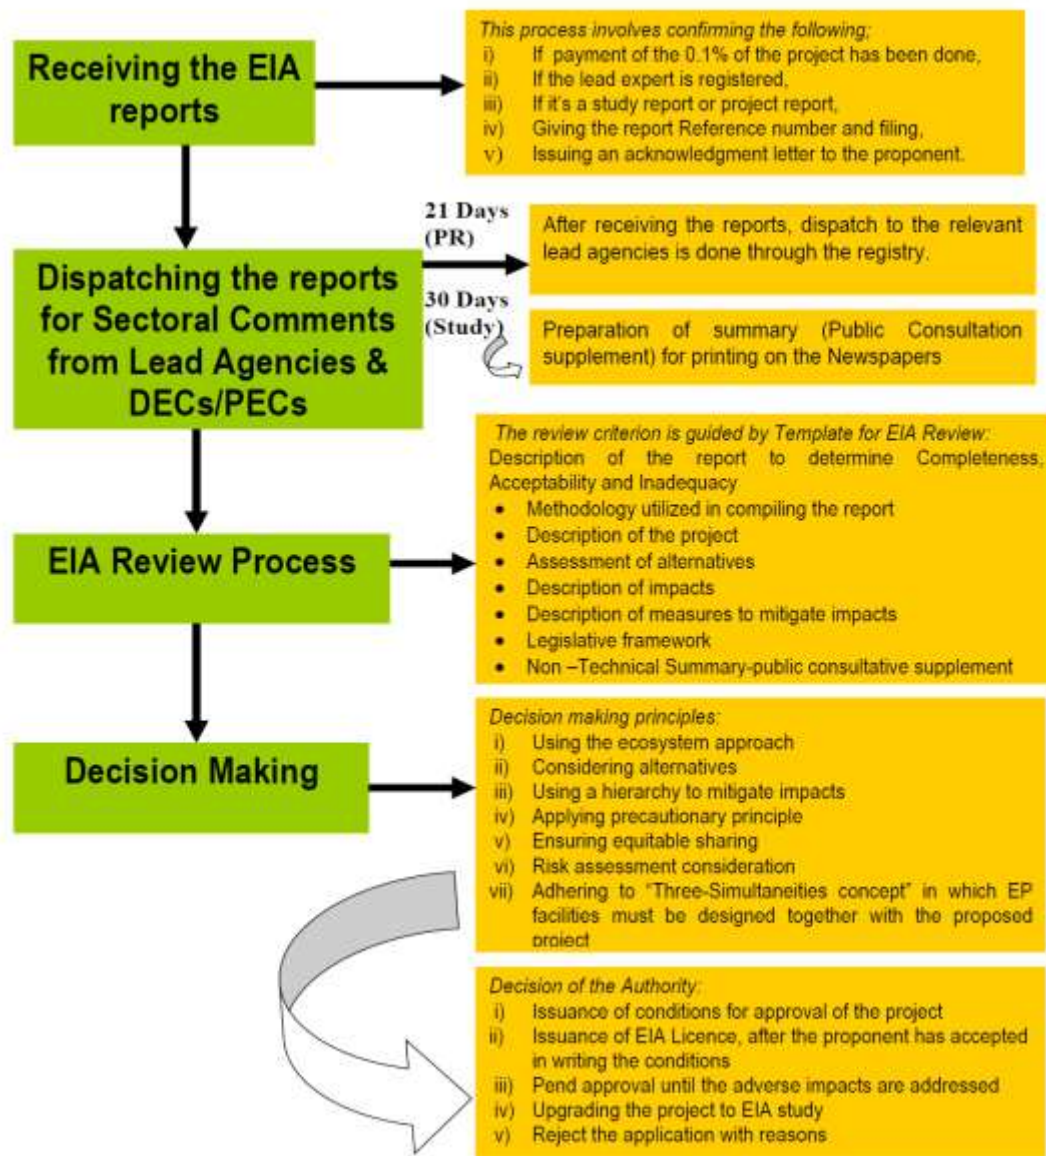 Receiving the EIA
reports
This process involves confirming the following;
i) If payment of the 0.1% of the project has been done,
ii) If the lead expert is registered,
iii) If it's a study report or project report,
iv) Giving the report Reference number and filing,
v) Issuing an acknowledgment letter to the proponent.
Dispatching the reports
for Sectoral Comments
from Lead Agencies &
DECs/PECs
21 Days
(PR)
After receiving the reports, dispatch to the relevant
lead agencies is done through the registry.
30 Days
(Study)
Preparation of summary (Public Consultation
supplement) for printing on the Newspapers
EIA Review Process
The review criterion is guided by Template for EIA Review:
Description of the report to determine Completeness,
Acceptability and Inadequacy
• Methodology utilized in compiling the report
• Description of the project
• Assessment of alternatives
• Description of impacts
• Description of measures to mitigate impacts
• Legislative framework
• Non –Technical Summary-public consultative supplement
Decision Making
Decision making principles:
i) Using the ecosystem approach
ii) Considering alternatives
iii) Using a hierarchy to mitigate impacts
iv) Applying precautionary principle
v) Ensuring equitable sharing
vi) Risk assessment consideration
vii) Adhering to “Three-Simultaneities concept” in which EP
facilities must be designed together with the proposed
project
Decision of the Authority:
i) Issuance of conditions for approval of the project
ii) Issuance of EIA Licence, after the proponent has accepted
in writing the conditions
iii) Pend approval until the adverse impacts are addressed
iv) Upgrading the project to EIA study
v) Reject the application with reasons